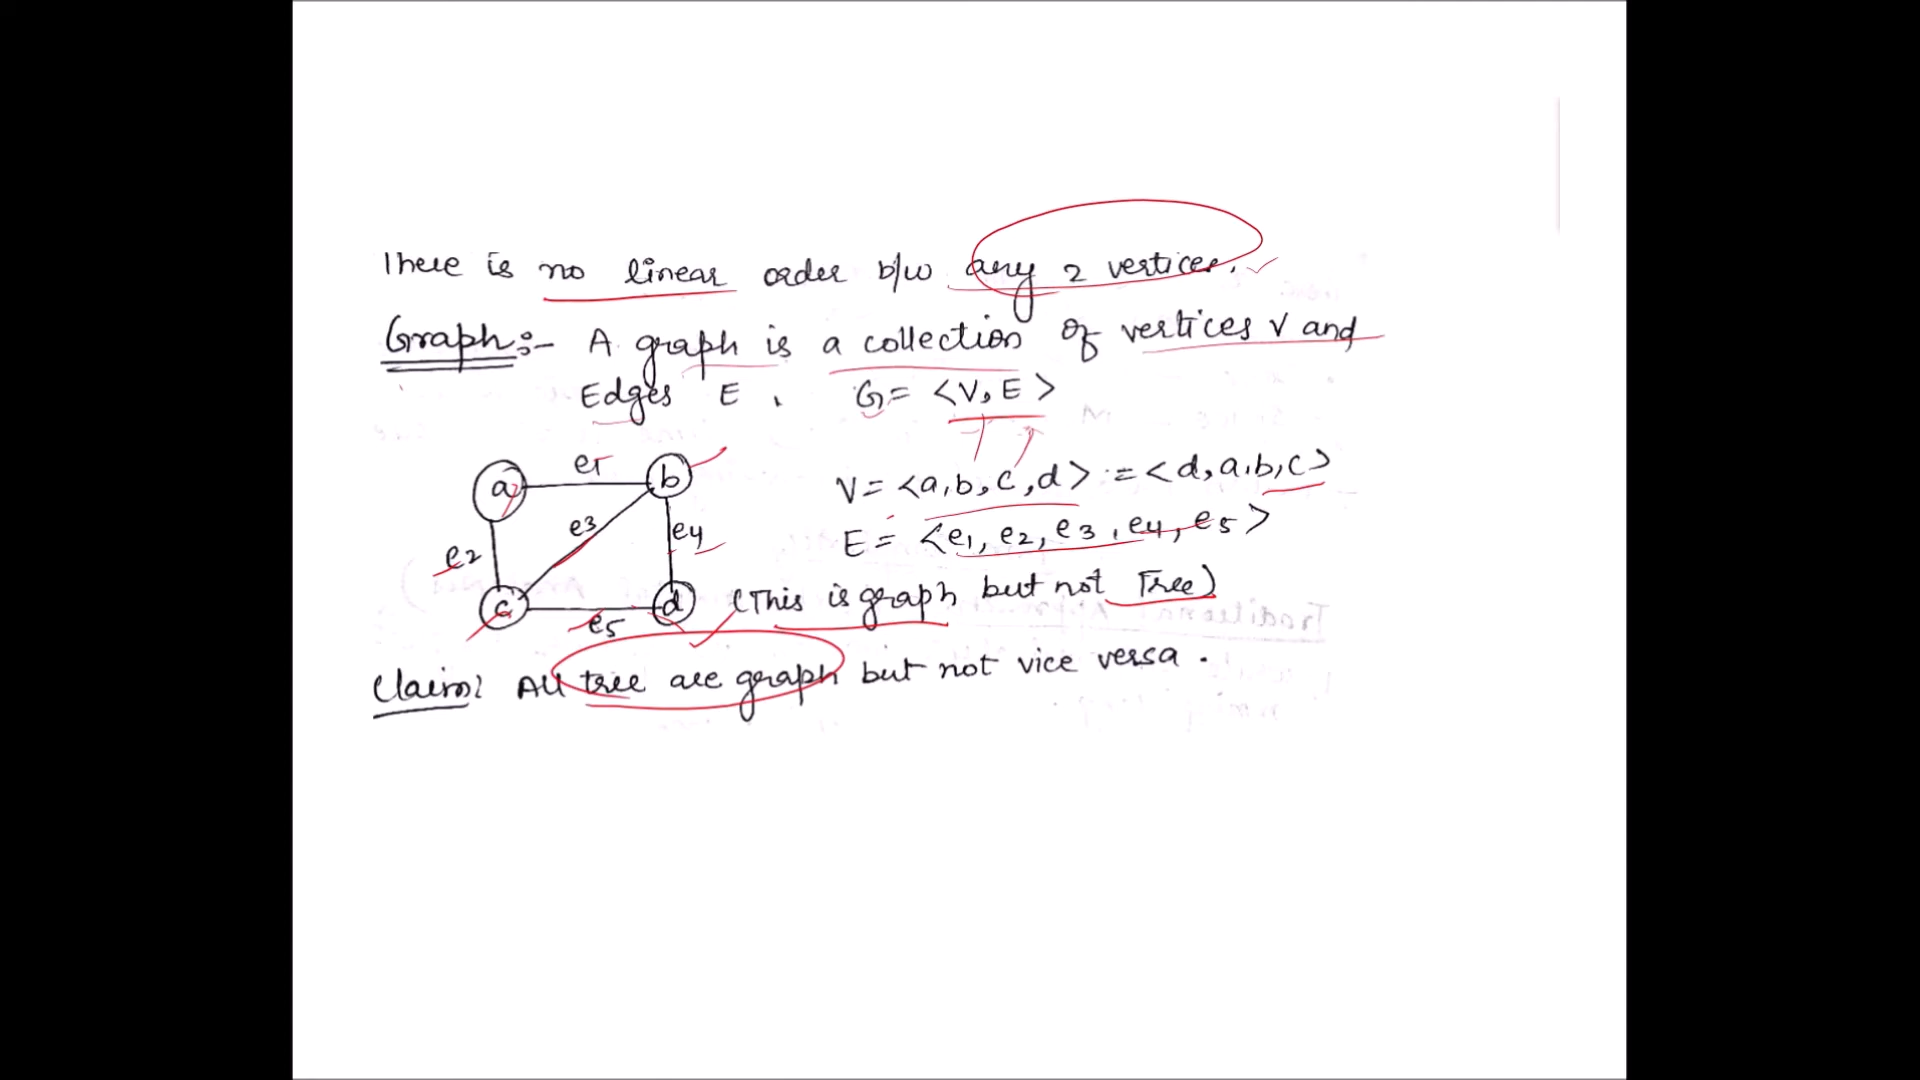 There is no linear order b/w any 2 vertices.
Graph:- A graph is a collection of vertices V and
Edges E. G = <V, E>
V = <a, b, c, d> := <d, a, b, c>
E = <e1, e2, e3, e4, e5>
a e1 b
e2 e3 e4
c e5 d
(This is graph but not Tree)
Claim: All tree are graph but not vice versa.